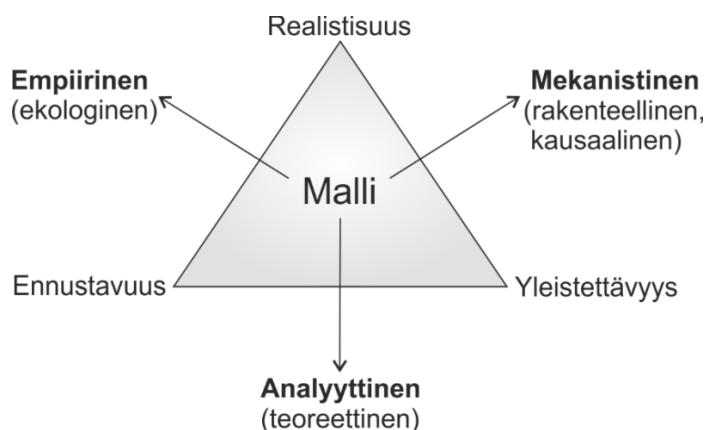 Realistisuus
Empiirinen
(ekologinen)
Mekanistinen
(rakenteellinen,
kausaalinen)
Malli
Ennustavuus
Yleistettävyys
Analyyttinen
(teoreettinen)